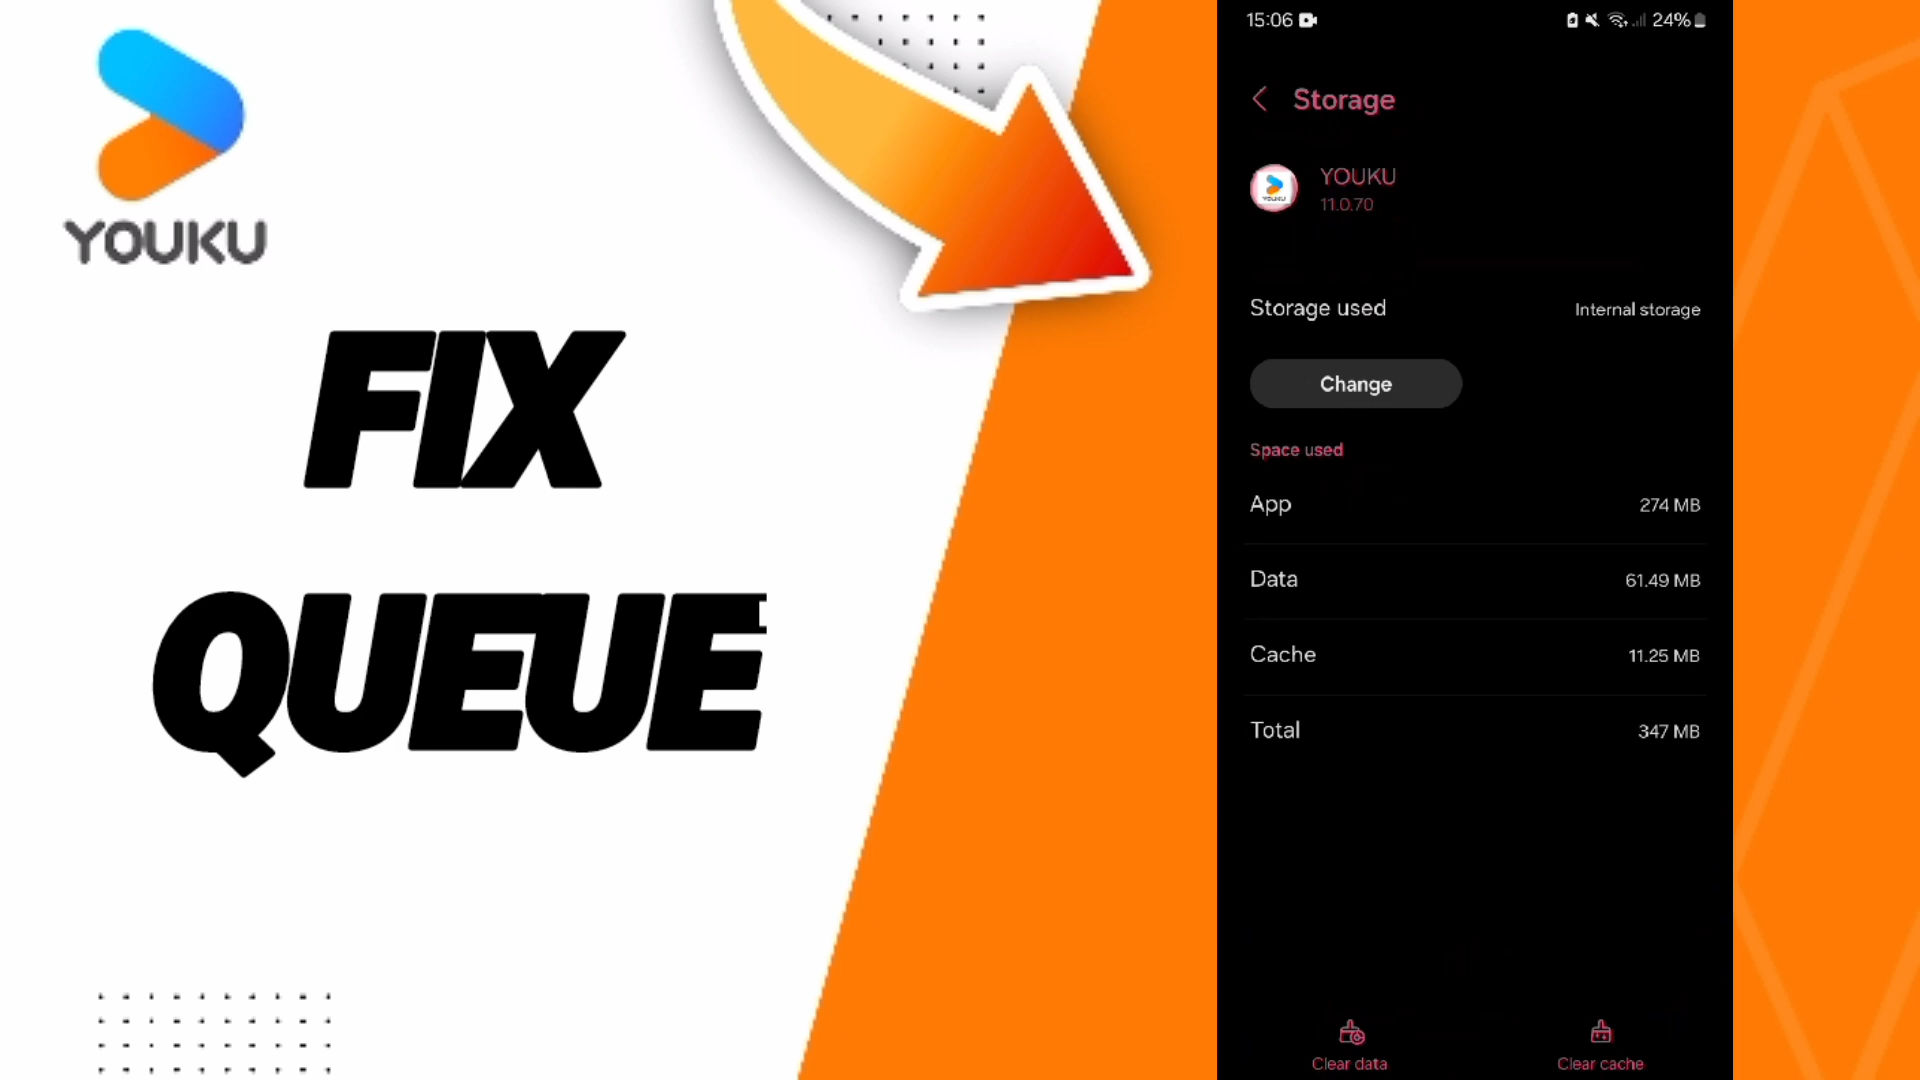 YOUKU
FIX
QUEUE
15:06
24%
Storage
YOUKU
YOUKU
11.0.70
Storage used
Internal storage
Change
Space used
App
274 MB
Data
61.49 MB
Cache
11.25 MB
Total
347 MB
Clear data
Clear cache